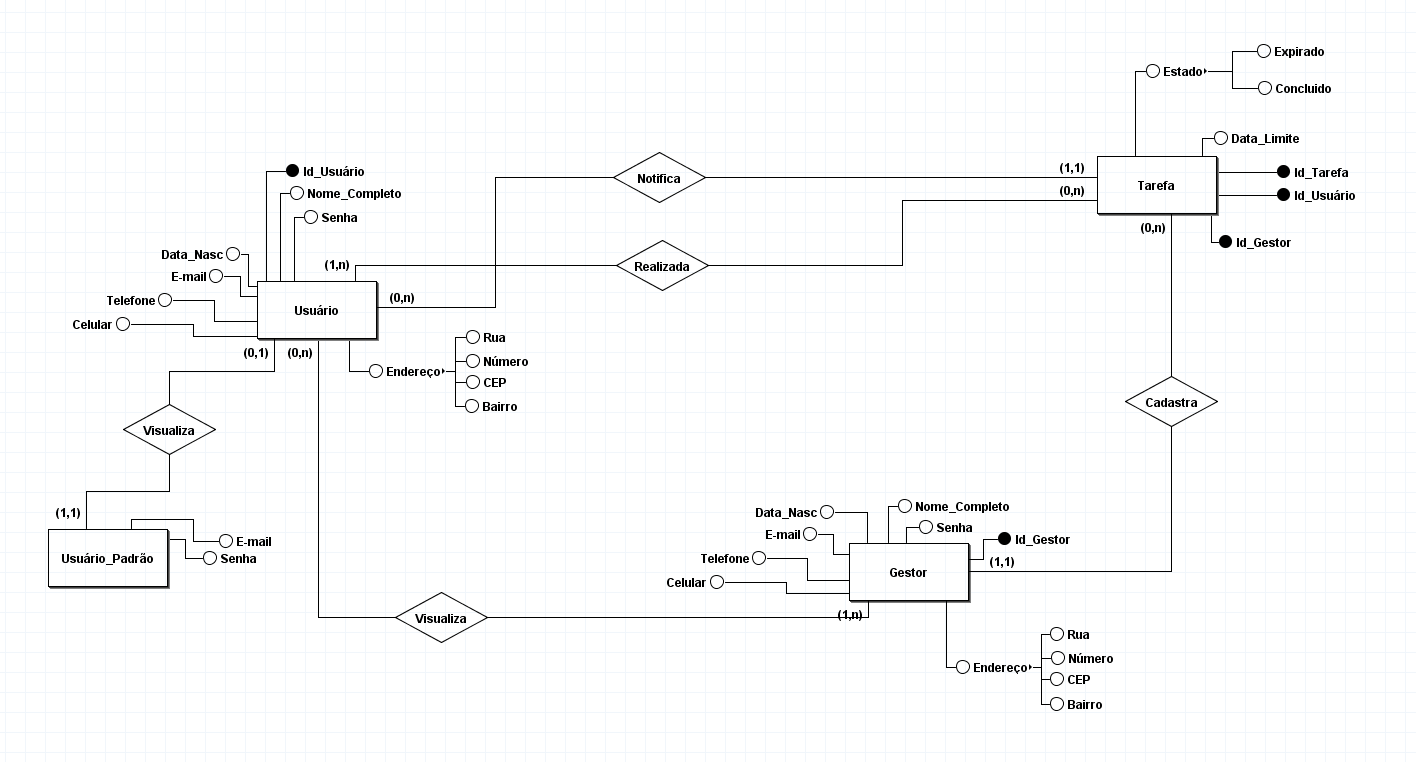 Expirado
Estado
Concluido
Data_Limite
(1,1)
Id_Tarefa
Notifica
Tarefa
(0,n)
Id_Usuário
(0,n)
Id_Gestor
Id_Usuário
Nome_Completo
Senha
Data_Nasc
(1,n)
Realizada
E-mail
Telefone
Usuário
(0,n)
Celular
(0,1)
(0,n)
Rua
Número
Endereço
CEP
Bairro
Cadastra
Visualiza
(1,1)
E-mail
Usuário_Padrão
Senha
Nome_Completo
Data_Nasc
Senha
E-mail
Id_Gestor
Telefone
(1,1)
Gestor
Celular
(1,n)
Visualiza
Rua
Número
Endereço
CEP
Bairro